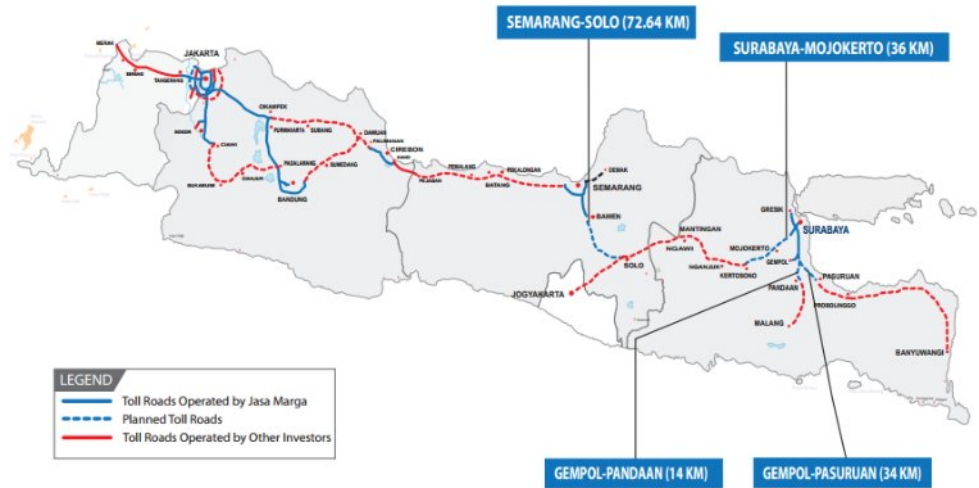 SEMARANG-SOLO (72.64 KM)
SURABAYA-MOJOKERTO (36 KM)
MERAK
JAKARTA
TANGERANG
CIKAMPEK
PURWAKARTA
SUBANG
DAWUAN
PALIMANAN
CIREBON
BOGOR
CIAWI
SUKABUMI
CIANJUR
PADALARANG
SUMEDANG
BANDUNG
PEJAGAN
PEMALANG
PEKALONGAN
BATANG
DEMAK
SEMARANG
BAWEN
SOLO
JOGYAKARTA
MANTINGAN
NGAWI
NGANJUK
KERTOSONO
MOJOKERTO
GRESIK
SURABAYA
GEMPOL
PANDAAN
PASURUAN
PROBOLINGGO
MALANG
BANYUWANGI
LEGEND
Toll Roads Operated by Jasa Marga
Planned Toll Roads
Toll Roads Operated by Other Investors
GEMPOL-PANDAAN (14 KM)
GEMPOL-PASURUAN (34 KM)